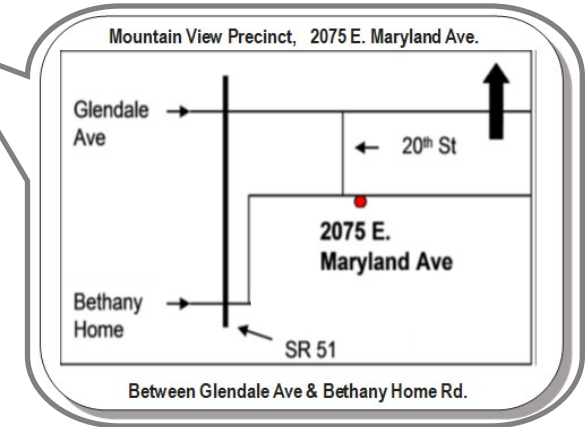 Mountain View Precinct, 2075 E. Maryland Ave.
Glendale
Ave
20th St
2075 E.
Maryland Ave
Bethany
Home
SR 51
Between Glendale Ave & Bethany Home Rd.